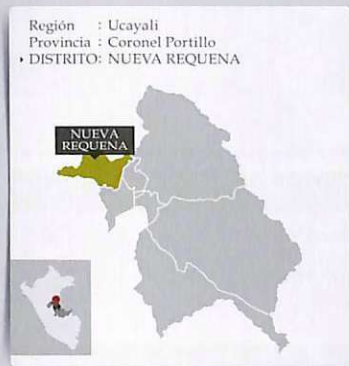 Región : Ucayali
Provincia : Coronel Portillo
DISTRITO: NUEVA REQUENA
NUEVA
REQUENA